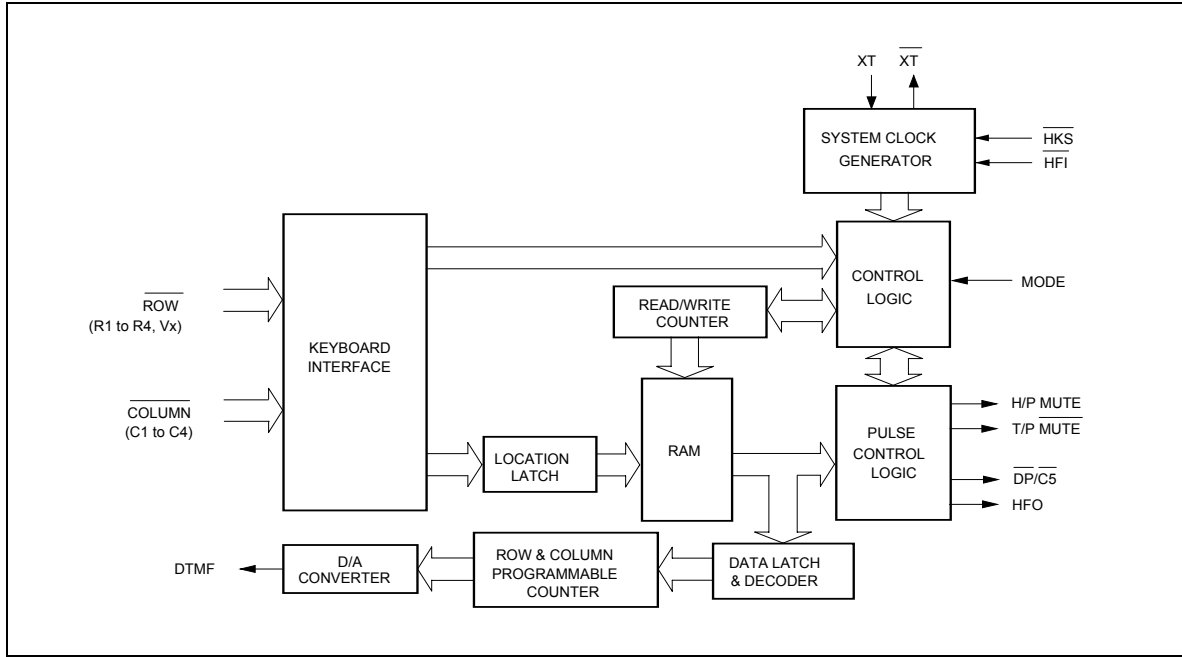 XT XT
SYSTEM CLOCK
GENERATOR
HKS
HFI
ROW
(R1 to R4, Vx)
COLUMN
(C1 to C4)
KEYBOARD
INTERFACE
CONTROL
LOGIC
MODE
READ/WRITE
COUNTER
LOCATION
LATCH
RAM
PULSE
CONTROL
LOGIC
H/P MUTE
T/P MUTE
DP/C5
HFO
DTMF
D/A
CONVERTER
ROW & COLUMN
PROGRAMMABLE
COUNTER
DATA LATCH
& DECODER